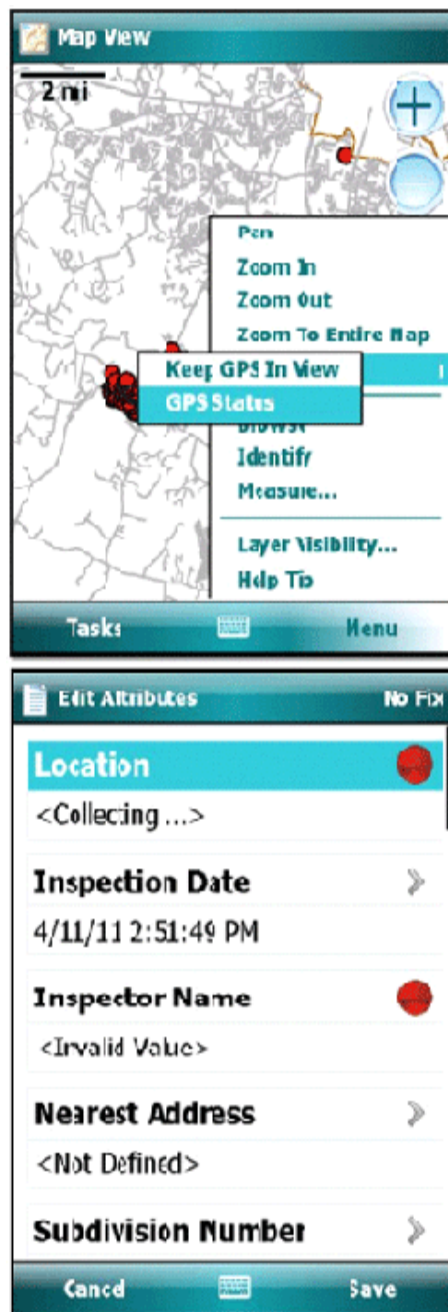 Map View
2 mi
Pan
Zoom In
Zoom Out
Zoom To Entire Map
Keep GPS In View
GPS Status
Browse
Identify
Measure...
Layer Visibility...
Help Tip
Tasks
Menu
Edit Attributes
No Fix
Location
<Collecting ...>
Inspection Date
4/11/11 2:51:49 PM
Inspector Name
<Invalid Value>
Nearest Address
<Not Defined>
Subdivision Number
Cancel
Save